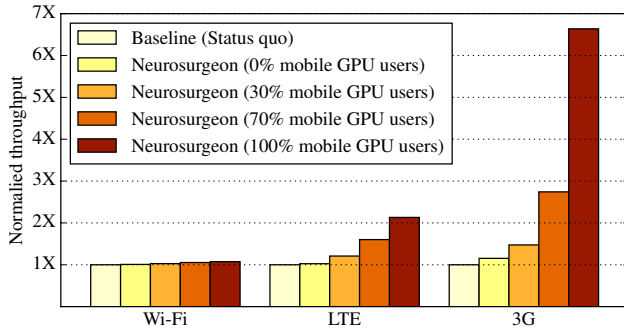 7X
6X
5X
4X
3X
2X
1X
Normalied throughput
Baseline (Status quo)
Neurosurgeon (0% mobile GPU users)
Neurosurgeon (30% mobile GPU users)
Neurosurgeon (70% mobile GPU users)
Neurosurgeon (100% mobile GPU users)
Wi-Fi
LTE
3G